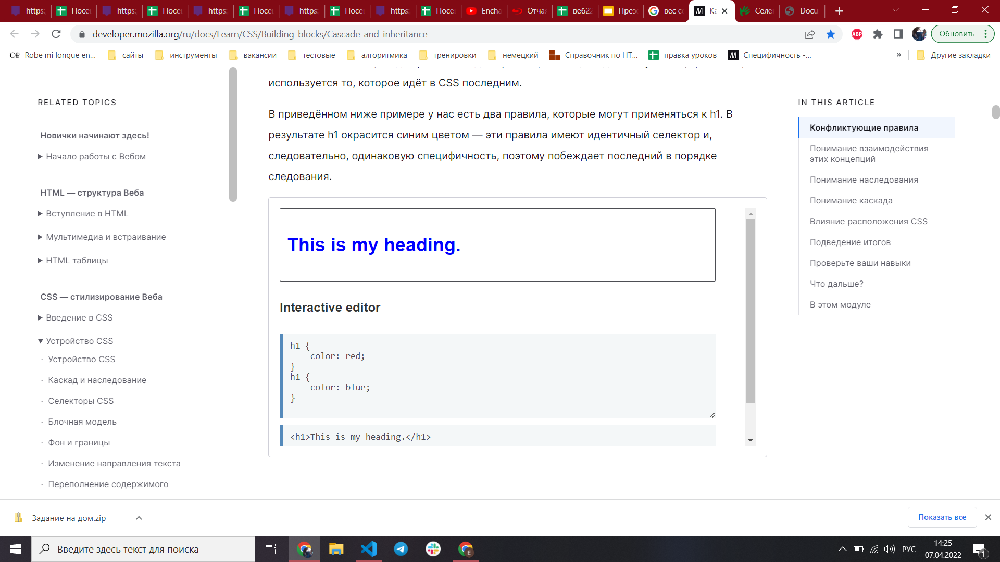 https:
Посе
https:
Посе
https:
Посе
https:
Посе
https:
Посе
Encha
Отча
веб22
През
вес се
Ка
Селе
Docu
developer.mozilla.org/ru/docs/Learn/CSS/Building_blocks/Cascade_and_inheritance
ABP
Обновить
OB Robe mi longue en...
сайты
инструменты
вакансии
тестовые
алгоритмика
тренировки
немецкий
Справочник по HT...
правка уроков
Специфичность -...
»
Другие закладки
RELATED TOPICS
Новички начинают здесь!
Начало работы с Вебом
HTML — структура Веба
Вступление в HTML
Мультимедиа и встраивание
HTML таблицы
CSS — стилизирование Веба
Введение в CSS
Устройство CSS
· Устройство CSS
· Каскад и наследование
· Селекторы CSS
· Блочная модель
· Фон и границы
· Изменение направления текста
· Переполнение содержимого
используется то, которое идёт в CSS последним.
В приведённом ниже примере у нас есть два правила, которые могут применяться к h1. В
результате h1 окрасится синим цветом — эти правила имеют идентичный селектор и,
следовательно, одинаковую специфичность, поэтому побеждает последний в порядке
следования.
This is my heading.
Interactive editor
h1 {
color: red;
}
h1 {
color: blue;
}
<h1>This is my heading.</h1>
IN THIS ARTICLE
Конфликтующие правила
Понимание взаимодействия
этих концепций
Понимание наследования
Понимание каскада
Влияние расположения CSS
Подведение итогов
Проверьте ваши навыки
Что дальше?
В этом модуле
Задание на дом.zip
Показать все
Введите здесь текст для поиска
E
РУС
14:25
07.04.2022
1